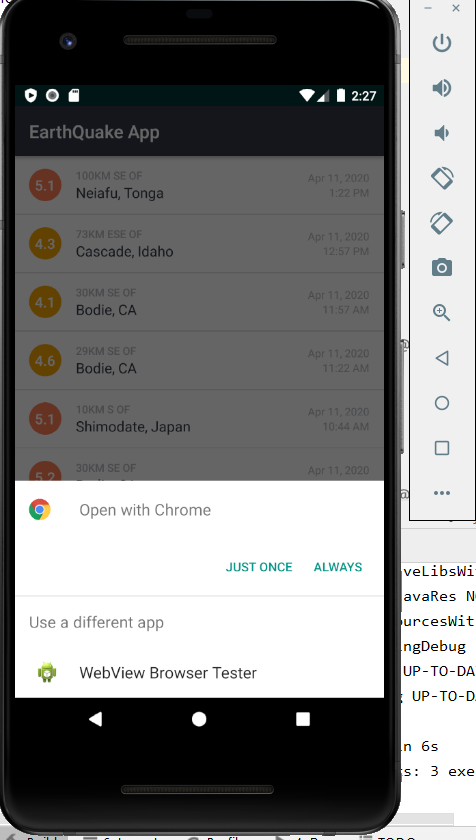 2:27
EarthQuake App
5.1
100KM SE OF
Neiafu, Tonga
Apr 11, 2020
1:22 PM
4.3
73KM ESE OF
Cascade, Idaho
Apr 11, 2020
12:57 PM
4.1
30KM SE OF
Bodie, CA
Apr 11, 2020
11:57 AM
4.6
29KM SE OF
Bodie, CA
Apr 11, 2020
11:22 AM
5.1
10KM S OF
Shimodate, Japan
Apr 11, 2020
10:44 AM
5.2
30KM SE OF
Apr 11, 2020
Open with Chrome
JUST ONCE ALWAYS
Use a different app
WebView Browser Tester
oveLibsWit
avaRes N
urcesWit
ngDebug
UP-TO-DA
UP-TO-DA
in 6s
s: 3 exe